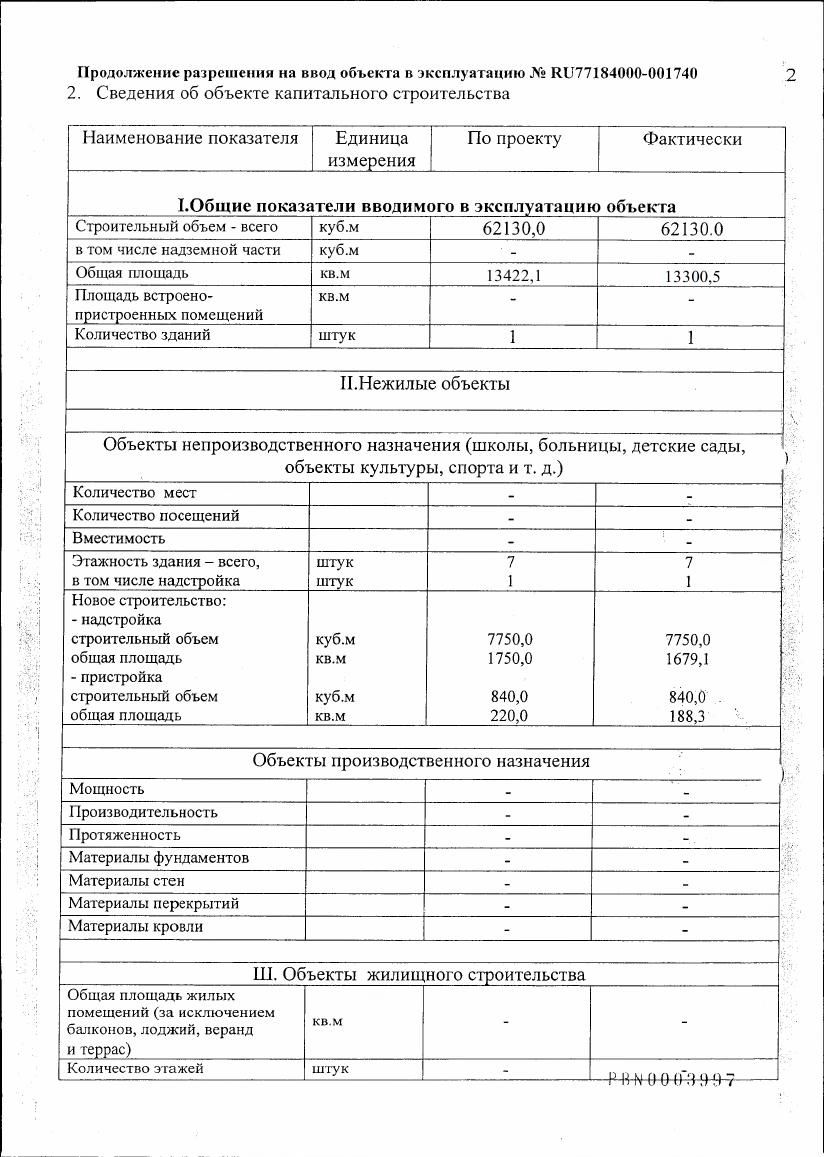 Продолжение разрешения на ввод объекта в эксплуатацию № RU77184000-001740
2
2. Сведения об объекте капитального строительства
Наименование показателя Единица измерения По проекту Фактически
I.Общие показатели вводимого в эксплуатацию объекта
Строительный объем - всего куб.м 62130,0 62130.0
в том числе надземной части куб.м - -
Общая площадь кв.м 13422,1 13300,5
Площадь встроено- кв.м - -
пристроенных помещений
Количество зданий штук 1 1
II.Нежилые объекты
Объекты непроизводственного назначения (школы, больницы, детские сады,
объекты культуры, спорта и т. д.)
Количество мест - -
Количество посещений - -
Вместимость - -
Этажность здания – всего, штук 7 7
в том числе надстройка штук 1 1
Новое строительство:
- надстройка
строительный объем куб.м 7750,0 7750,0
общая площадь кв.м 1750,0 1679,1
- пристройка
строительный объем куб.м 840,0 840,0
общая площадь кв.м 220,0 188,3
Объекты производственного назначения
Мощность - -
Производительность - -
Протяженность - -
Материалы фундаментов - -
Материалы стен - -
Материалы перекрытий - -
Материалы кровли - -
III. Объекты жилищного строительства
Общая площадь жилых
помещений (за исключением
балконов, лоджий, веранд
и террас) кв.м - -
Количество этажей штук - -
PBN0003997